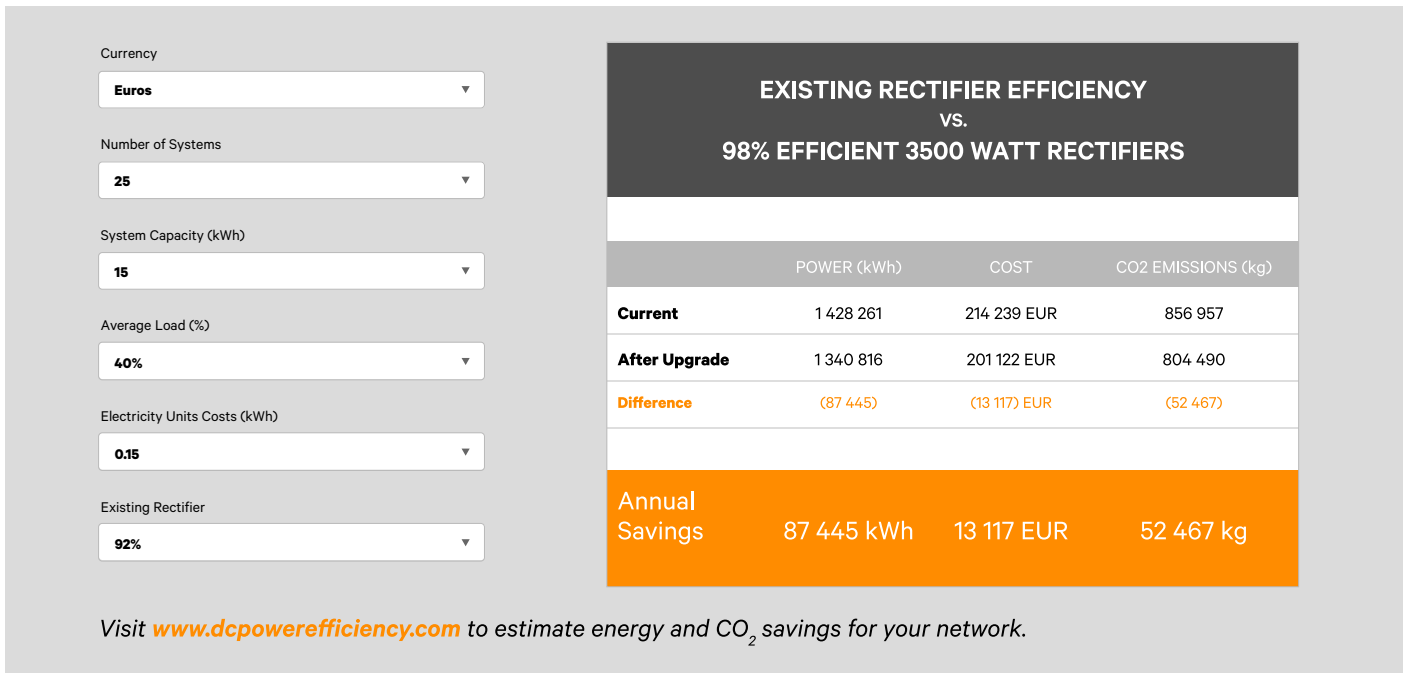 Currency
Euros
Number of Systems
25
System Capacity (kWh)
15
Average Load (%)
40%
Electricity Units Costs (kWh)
0.15
Existing Rectifier
92%
EXISTING RECTIFIER EFFICIENCY
VS.
98% EFFICIENT 3500 WATT RECTIFIERS
POWER (kWh) COST CO2 EMISSIONS (kg)
Current 1 428 261 214 239 EUR 856 957
After Upgrade 1 340 816 201 122 EUR 804 490
Difference (87 445) (13 117) EUR (52 467)
Annual
Savings 87 445 kWh 13 117 EUR 52 467 kg
Visit www.dcpowerefficiency.com to estimate energy and CO2 savings for your network.